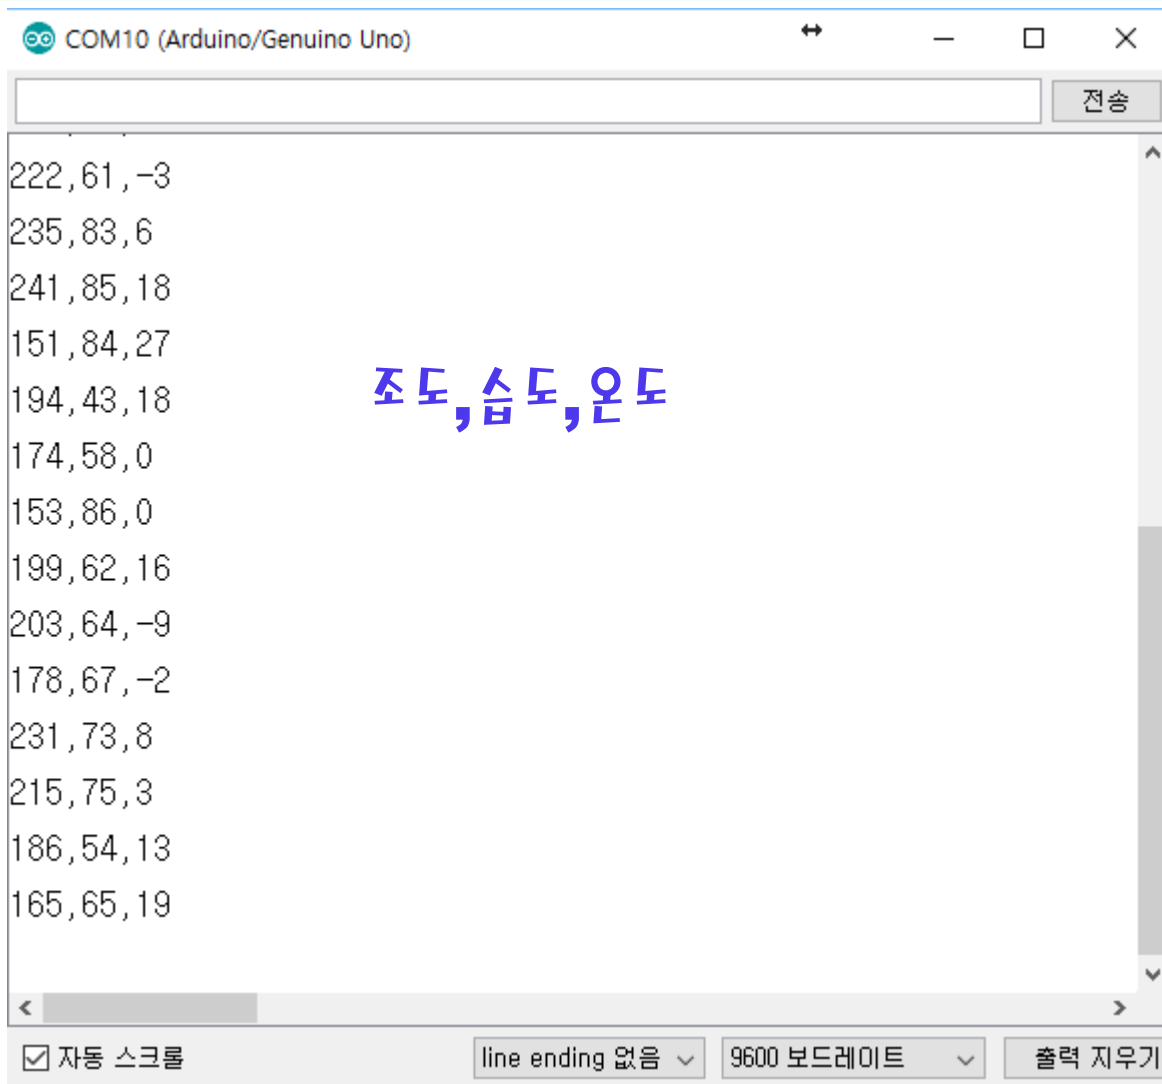 COM10 (Arduino/Genuino Uno)
전송
222,61,-3
235,83,6
241,85,18
151,84,27
194,43,18
조도,습도,온도
174,58,0
153,86,0
199,62,16
203,64,-9
178,67,-2
231,73,8
215,75,3
186,54,13
165,65,19
자동 스크롤
line ending 없음
9600 보드레이트
출력 지우기